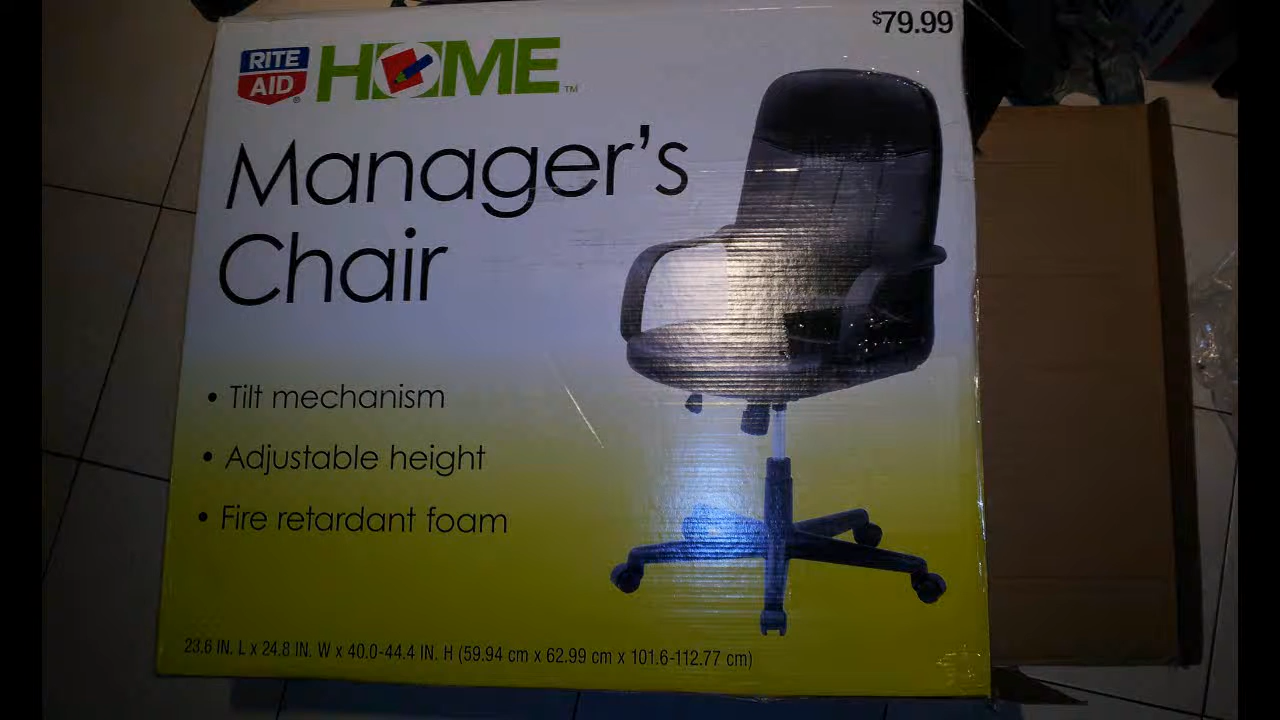 $79.99
RITE AID HOME™
Manager's
Chair
• Tilt mechanism
• Adjustable height
• Fire retardant foam
23.6 IN. L x 24.8 IN. W x 40.0-44.4 IN. H (59.94 cm x 62.99 cm x 101.6-112.77 cm)